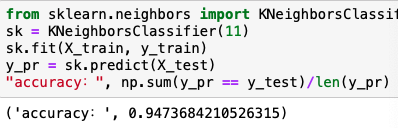 from sklearn.neighbors import KNeighborsClassif
sk = KNeighborsClassifier(11)
sk.fit(X_train, y_train)
y_pr = sk.predict(X_test)
"accuracy: ", np.sum(y_pr == y_test)/len(y_pr)
('accuracy: ', 0.9473684210526315)